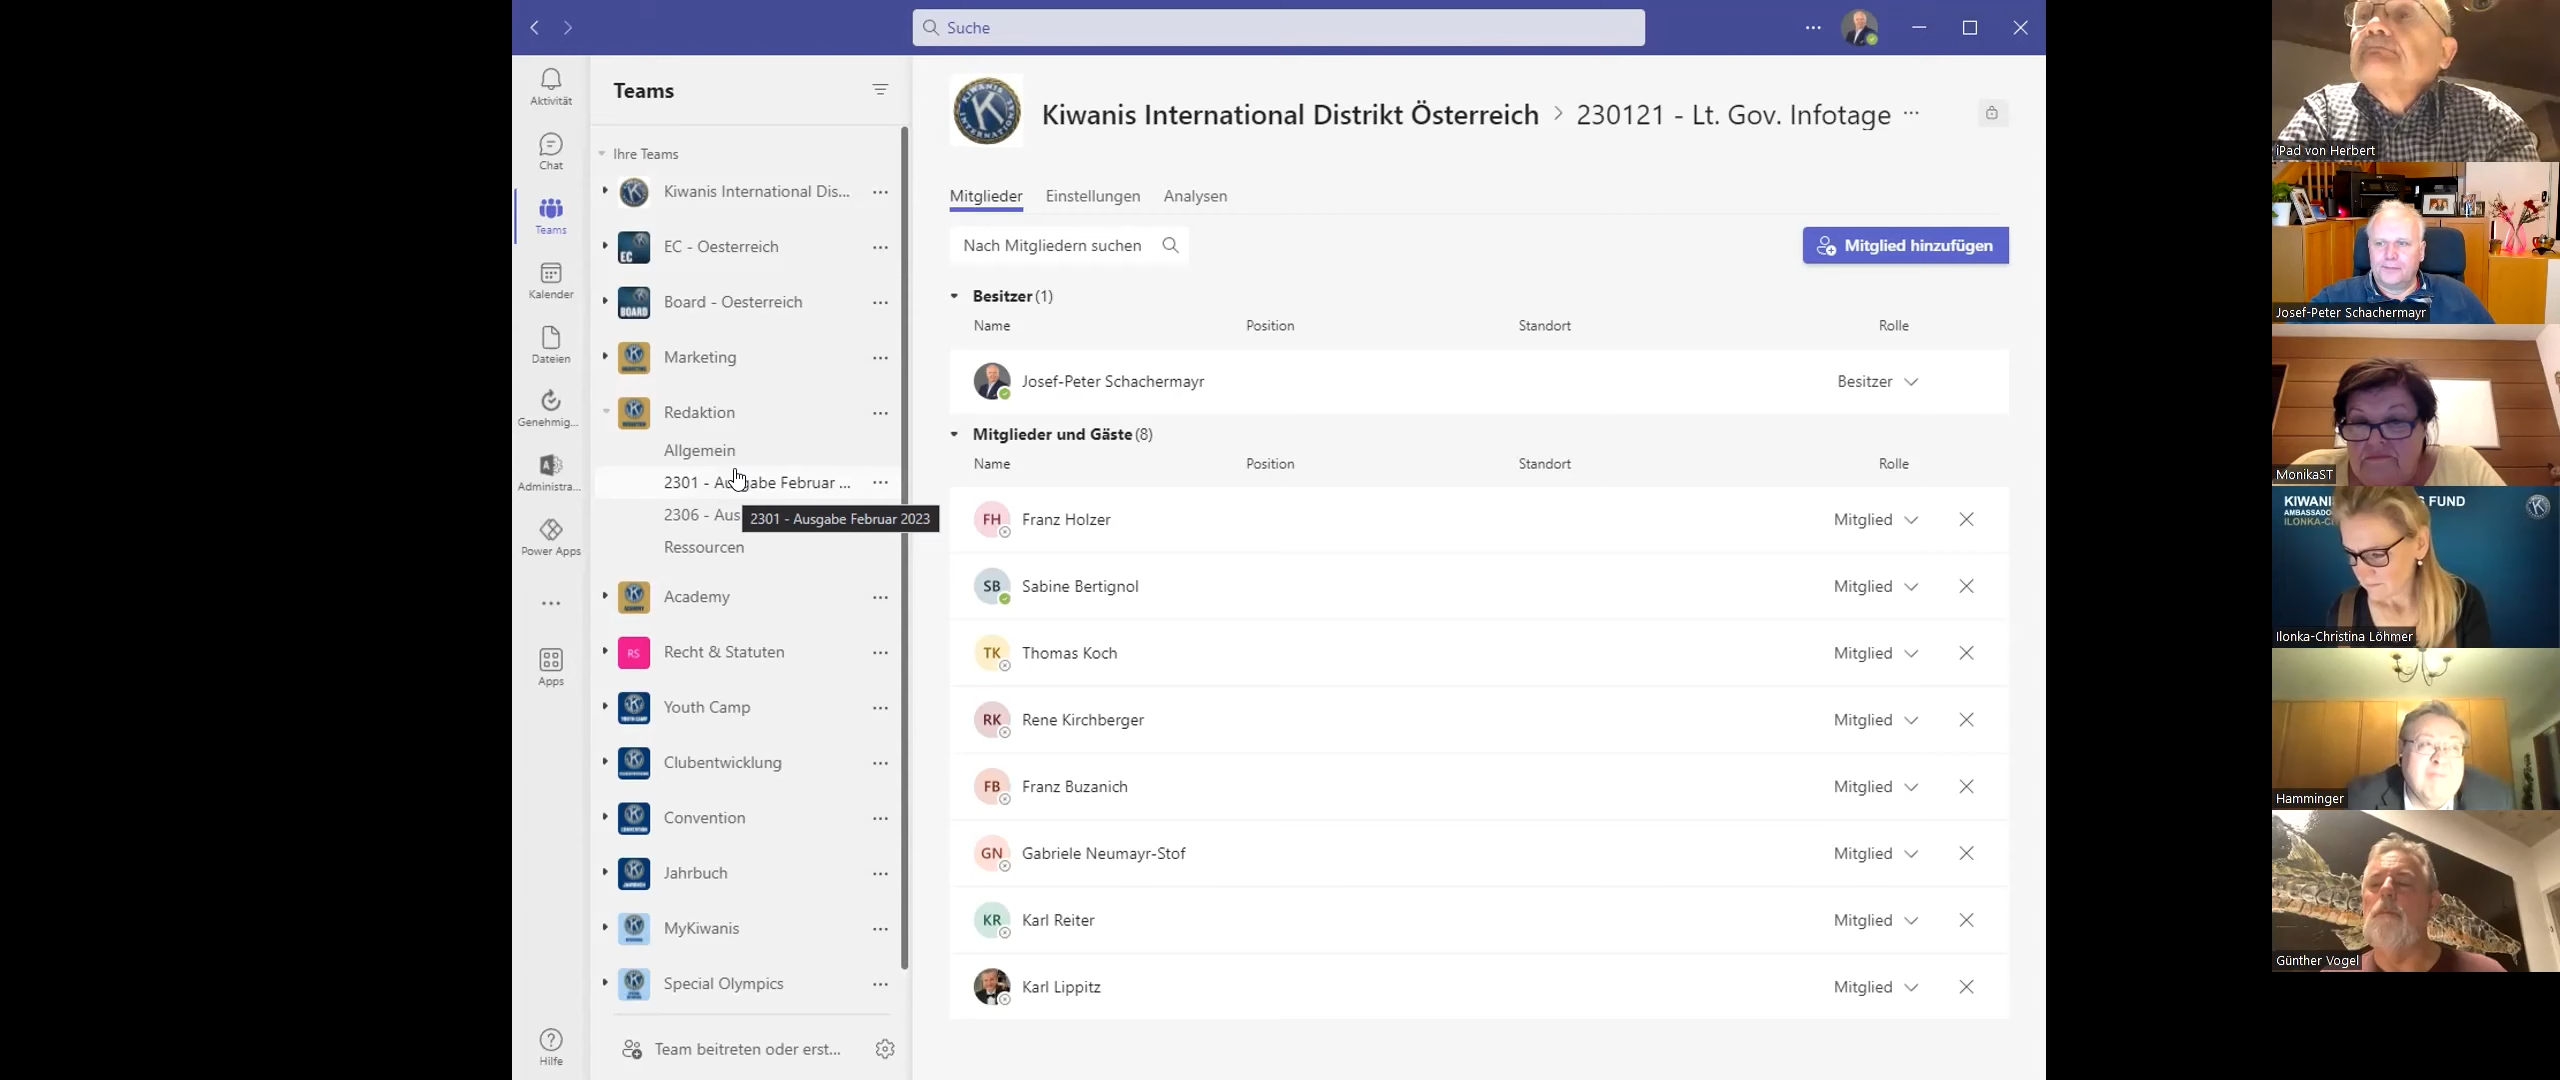 Suche
Aktivität
Chat
Teams
Kalender
Dateien
Genehmig...
Administra...
Power Apps
Apps
Hilfe
Teams
Ihre Teams
Kiwanis International Dis...
EC - Oesterreich
Board - Oesterreich
Marketing
Redaktion
Allgemein
2301 - Ausgabe Februar ...
2306 - Aus
2301 - Ausgabe Februar 2023
Ressourcen
Academy
RS
Recht & Statuten
Youth Camp
Clubentwicklung
Convention
Jahrbuch
MyKiwanis
Special Olympics
Team beitreten oder erst...
Kiwanis International Distrikt Österreich > 230121 - Lt. Gov. Infotage ...
Mitglieder Einstellungen Analysen
Nach Mitgliedern suchen
Mitglied hinzufügen
Besitzer (1)
Name Position Standort Rolle
Josef-Peter Schachermayr Besitzer
Mitglieder und Gäste (8)
Name Position Standort Rolle
FH Franz Holzer Mitglied
SB Sabine Bertignol Mitglied
TK Thomas Koch Mitglied
RK Rene Kirchberger Mitglied
FB Franz Buzanich Mitglied
GN Gabriele Neumayr-Stof Mitglied
KR Karl Reiter Mitglied
Karl Lippitz Mitglied
iPad von Herbert
Josef-Peter Schachermayr
MonikaST
KIWANI S FUND
Ilonka-Christina Löhmer
Hamminger
Günther Vogel